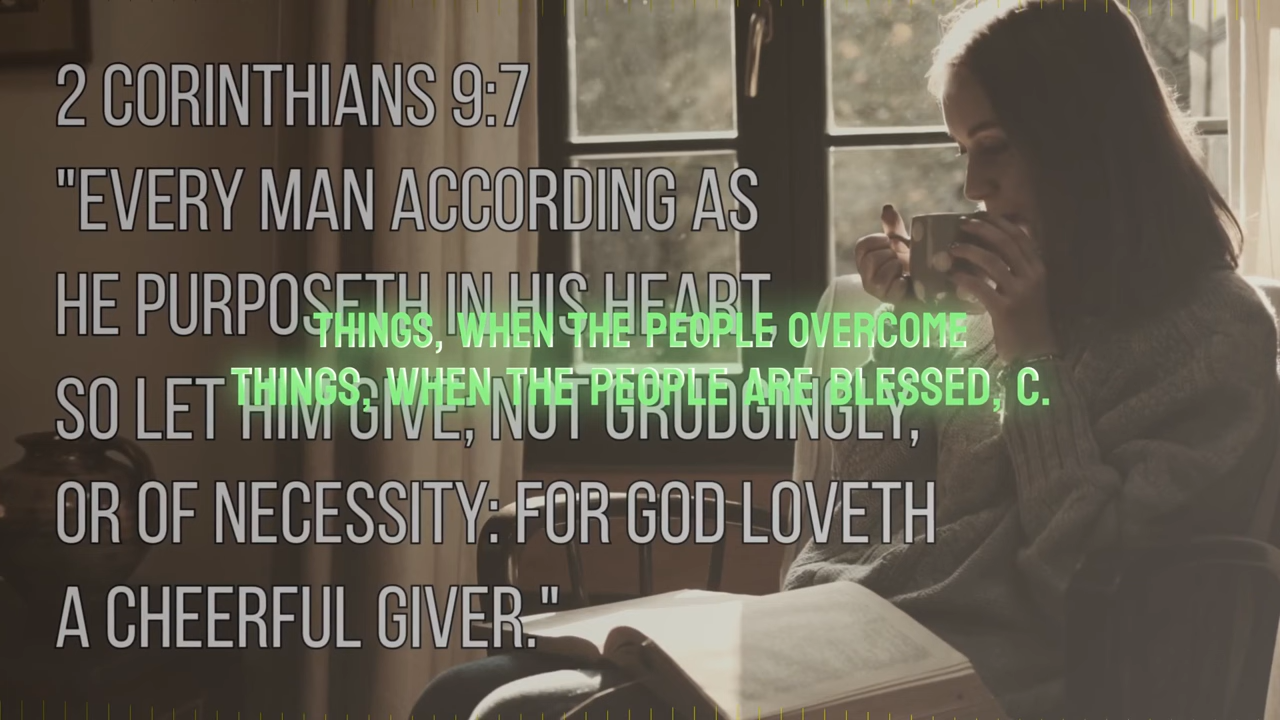 2 CORINTHIANS 9:7
"EVERY MAN ACCORDING AS
HE PURPOSETH IN HIS HEART,
SO LET HIM GIVE; NOT GRUDGINGLY,
OR OF NECESSITY: FOR GOD LOVETH
A CHEERFUL GIVER."
THINGS, WHEN THE PEOPLE OVERCOME
THINGS, WHEN THE PEOPLE ARE BLESSED, C.